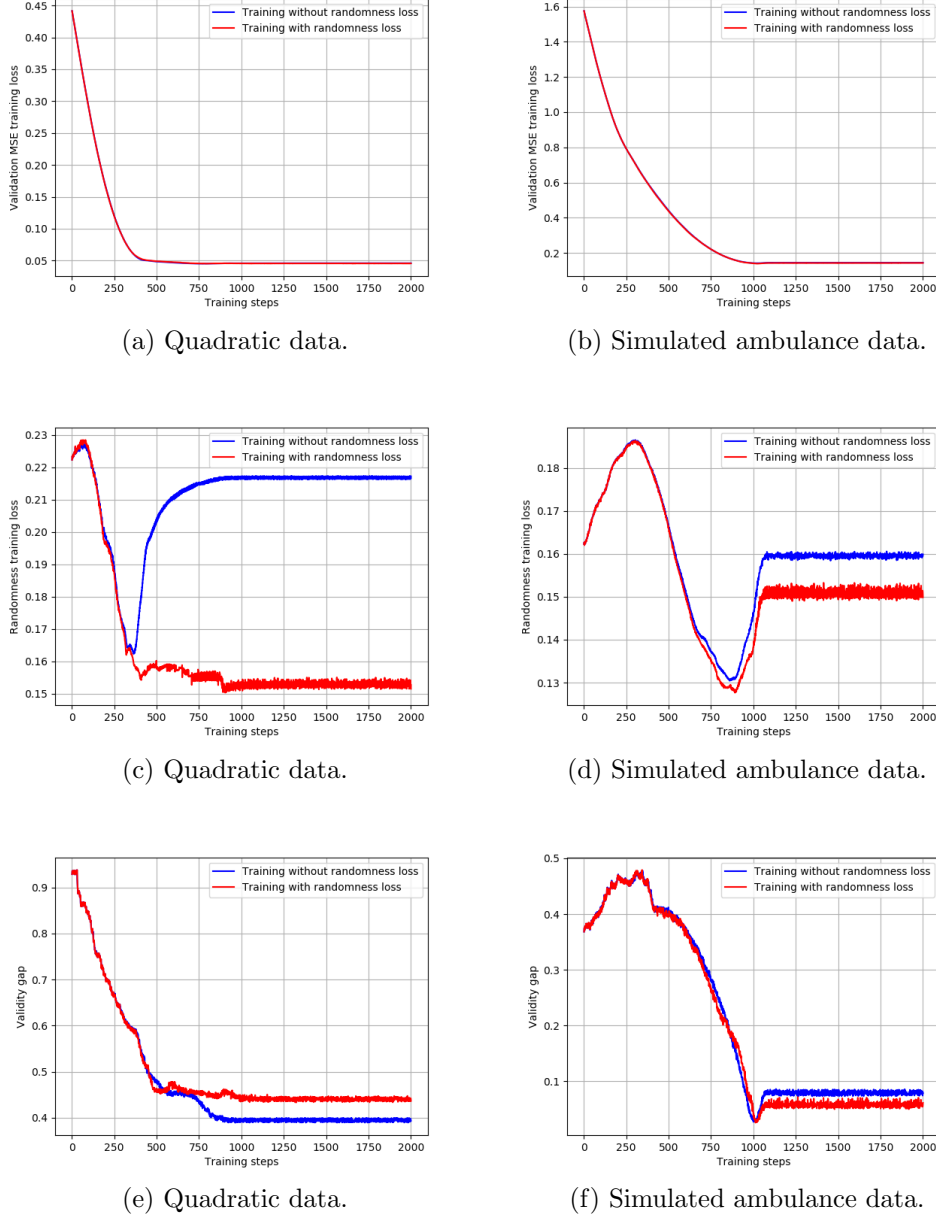 Training without randomness loss
Training with randomness loss
Validation MSE training loss
0.45
0.40
0.35
0.30
0.25
0.20
0.15
0.10
0.05
0 250 500 750 1000 1250 1500 1750 2000
Training steps
(a) Quadratic data.
Training without randomness loss
Training with randomness loss
Validation MSE training loss
1.6
1.4
1.2
1.0
0.8
0.6
0.4
0.2
0 250 500 750 1000 1250 1500 1750 2000
Training steps
(b) Simulated ambulance data.
Training without randomness loss
Training with randomness loss
Randomness training loss
0.23
0.22
0.21
0.20
0.19
0.18
0.17
0.16
0.15
0 250 500 750 1000 1250 1500 1750 2000
Training steps
(c) Quadratic data.
Training without randomness loss
Training with randomness loss
Randomness training loss
0.18
0.17
0.16
0.15
0.14
0.13
0 250 500 750 1000 1250 1500 1750 2000
Training steps
(d) Simulated ambulance data.
Training without randomness loss
Training with randomness loss
Validity gap
0.9
0.8
0.7
0.6
0.5
0.4
0 250 500 750 1000 1250 1500 1750 2000
Training steps
(e) Quadratic data.
Training without randomness loss
Training with randomness loss
Validity gap
0.5
0.4
0.3
0.2
0.1
0 250 500 750 1000 1250 1500 1750 2000
Training steps
(f) Simulated ambulance data.